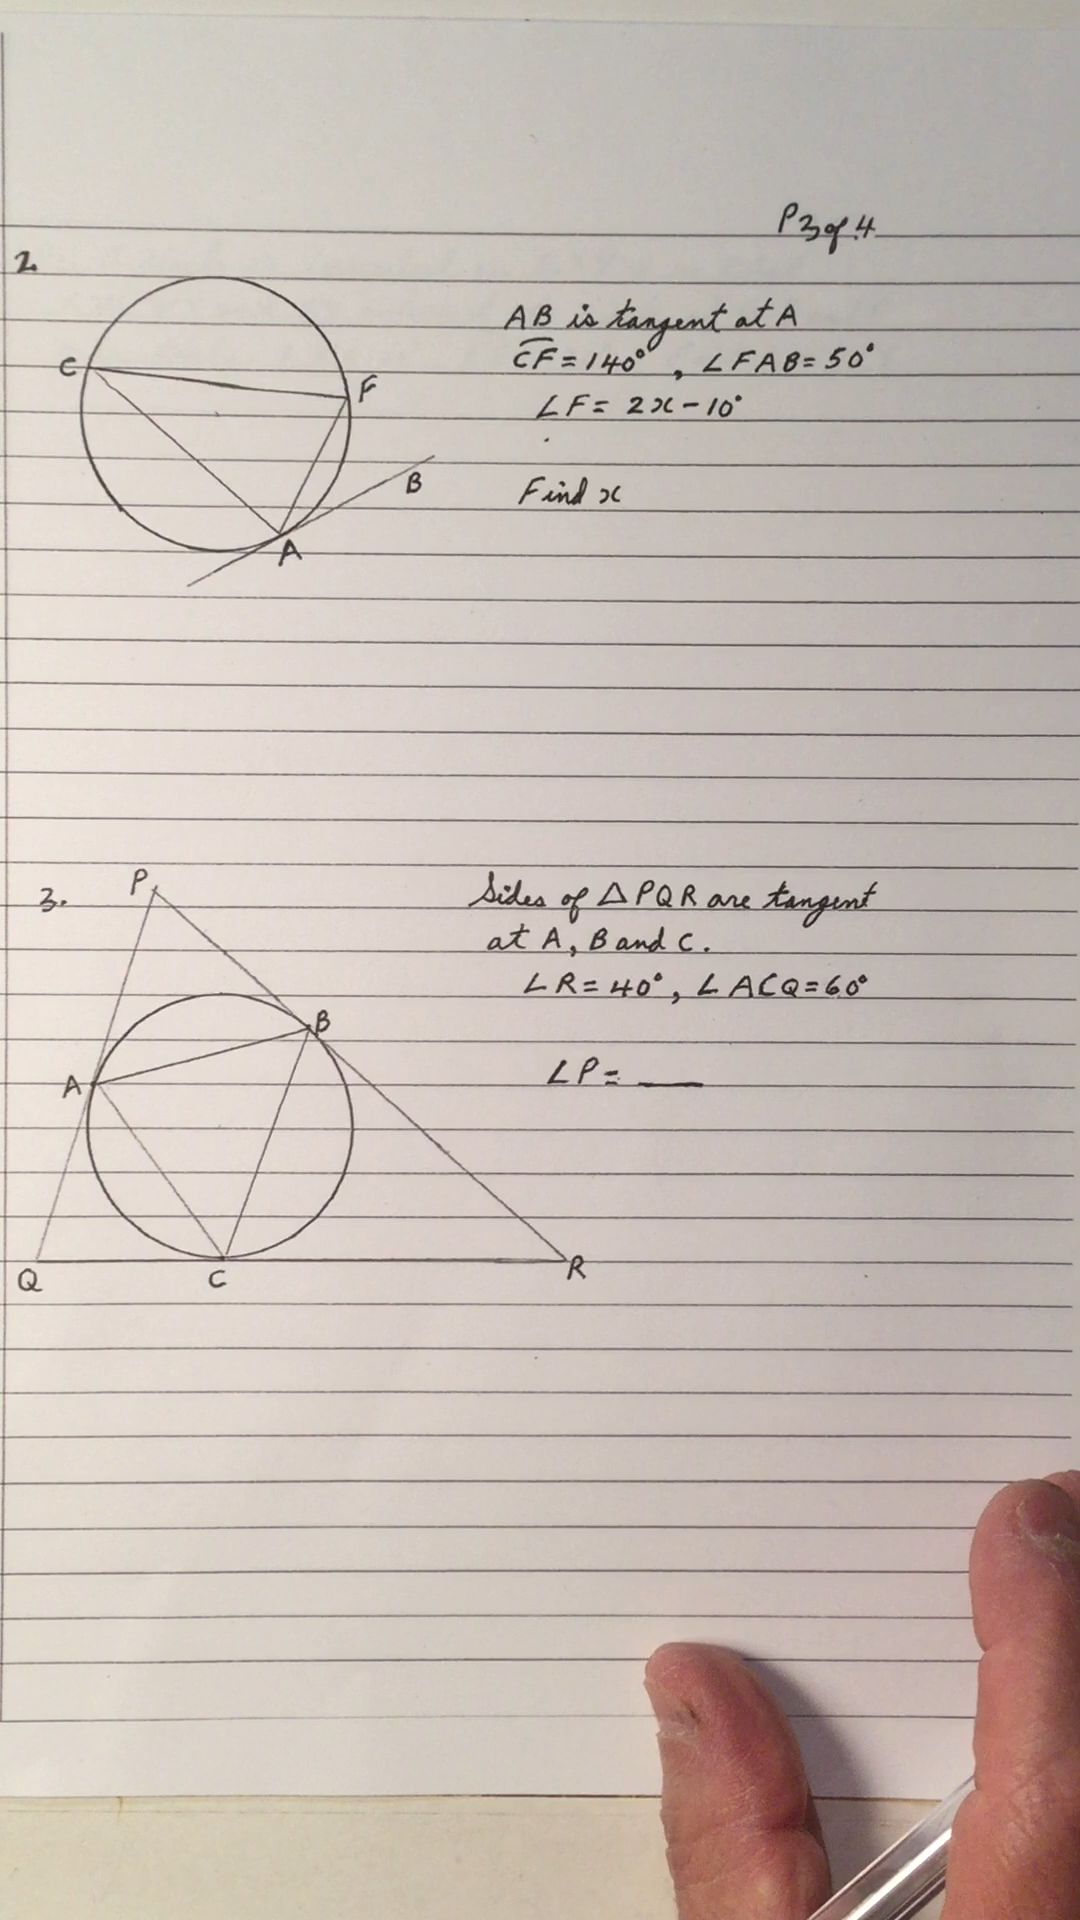 P3 of 4
2.
AB is tangent at A
C͡F = 140°, ∠FAB = 50°
∠F = 2x - 10°
Find x
C
F
B
A
3.
P
Sides of △PQR are tangent
at A, B and C.
∠R = 40°, ∠ACQ = 60°
∠P = ___
B
A
Q
C
R